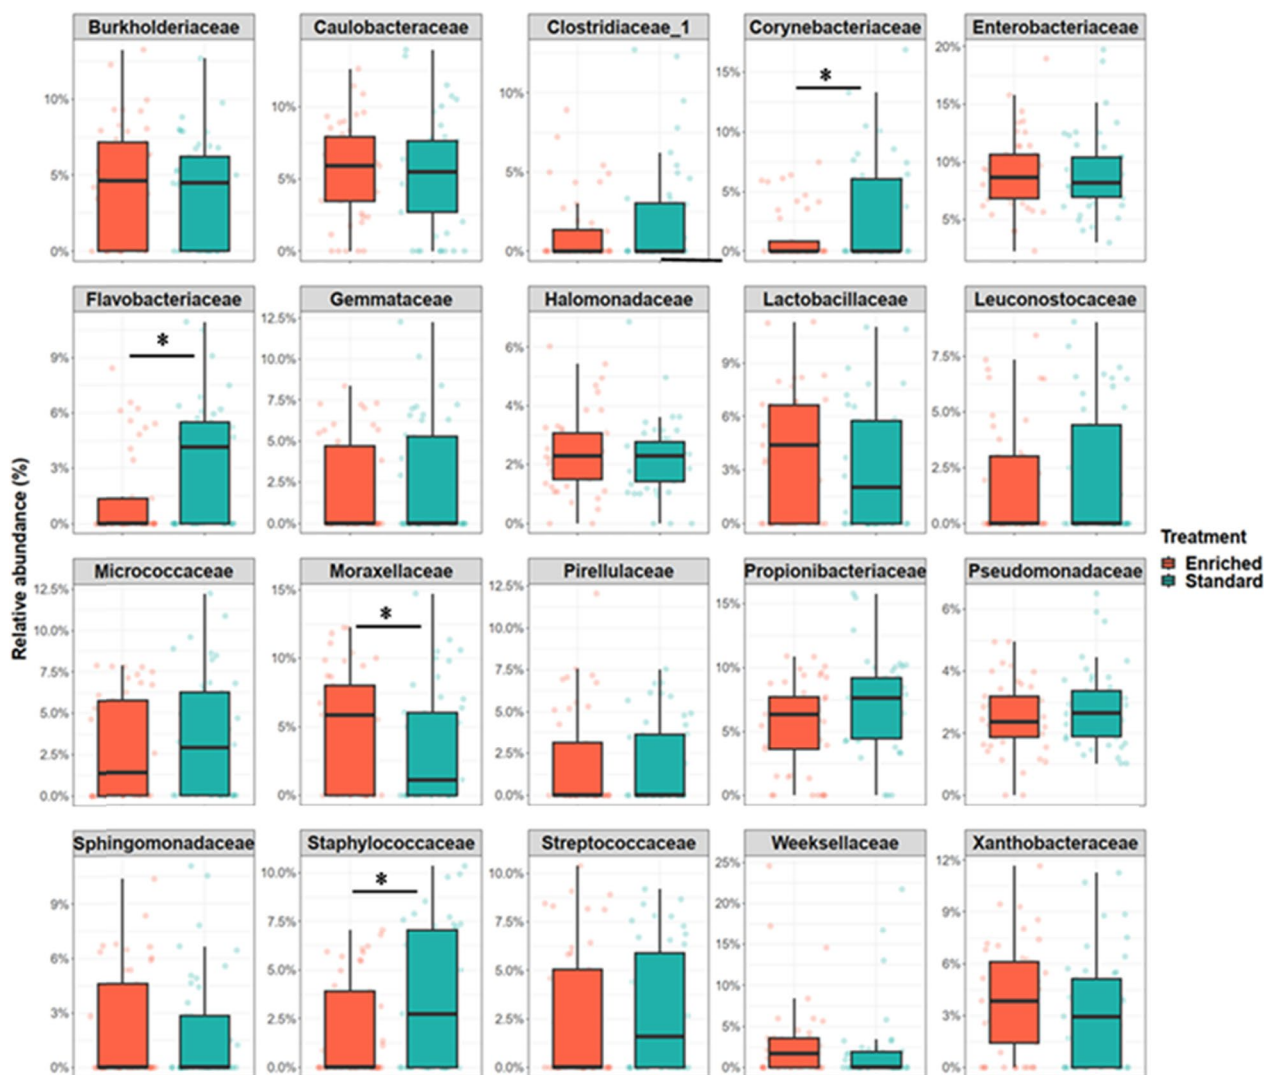 Burkholderiaceae Caulobacteraceae Clostridiaceae_1 Corynebacteriaceae Enterobacteriaceae
10% 5% 0%
10% 5% 0%
10% 5% 0%
15% 10% 5% 0%
*
20% 15% 10% 5%
Flavobacteriaceae Gemmataceae Halomonadaceae Lactobacillaceae Leuconostocaceae
9% 6% 3% 0%
*
12.5% 10.0% 7.5% 5.0% 2.5% 0.0%
6% 4% 2% 0%
9% 6% 3% 0%
7.5% 5.0% 2.5% 0.0%
Relative abundance (%)
Treatment
Enriched
Standard
Micrococcaceae Moraxellaceae Pirellulaceae Propionibacteriaceae Pseudomonadaceae
12.5% 10.0% 7.5% 5.0% 2.5% 0.0%
15% 10% 5% 0%
*
12.5% 10.0% 7.5% 5.0% 2.5% 0.0%
15% 10% 5% 0%
6% 4% 2% 0%
Sphingomonadaceae Staphylococcaceae Streptococcaceae Weeksellaceae Xanthobacteraceae
9% 6% 3% 0%
10.0% 7.5% 5.0% 2.5% 0.0%
*
10.0% 5.0% 2.5% 0.0%
25% 20% 15% 10% 5% 0%
12% 9% 6% 3% 0%